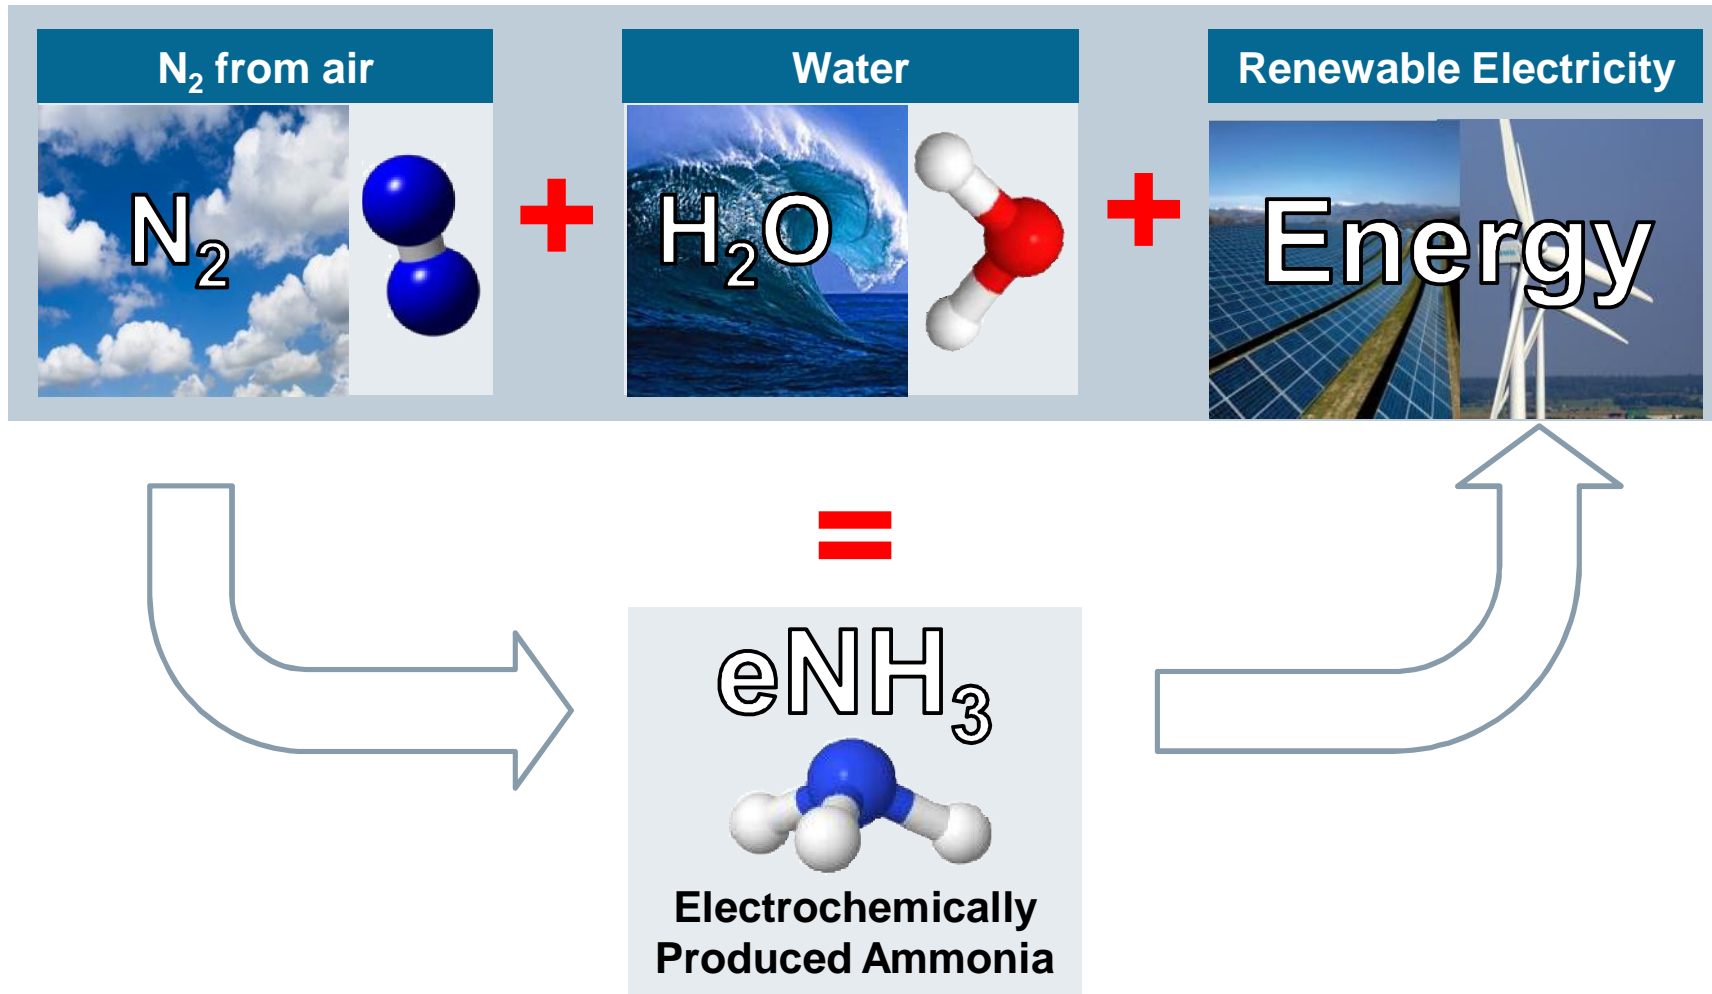 N₂ from air
Water
Renewable Electricity
N₂
+
H₂O
+
Energy
=
eNH₃
Electrochemically
Produced Ammonia